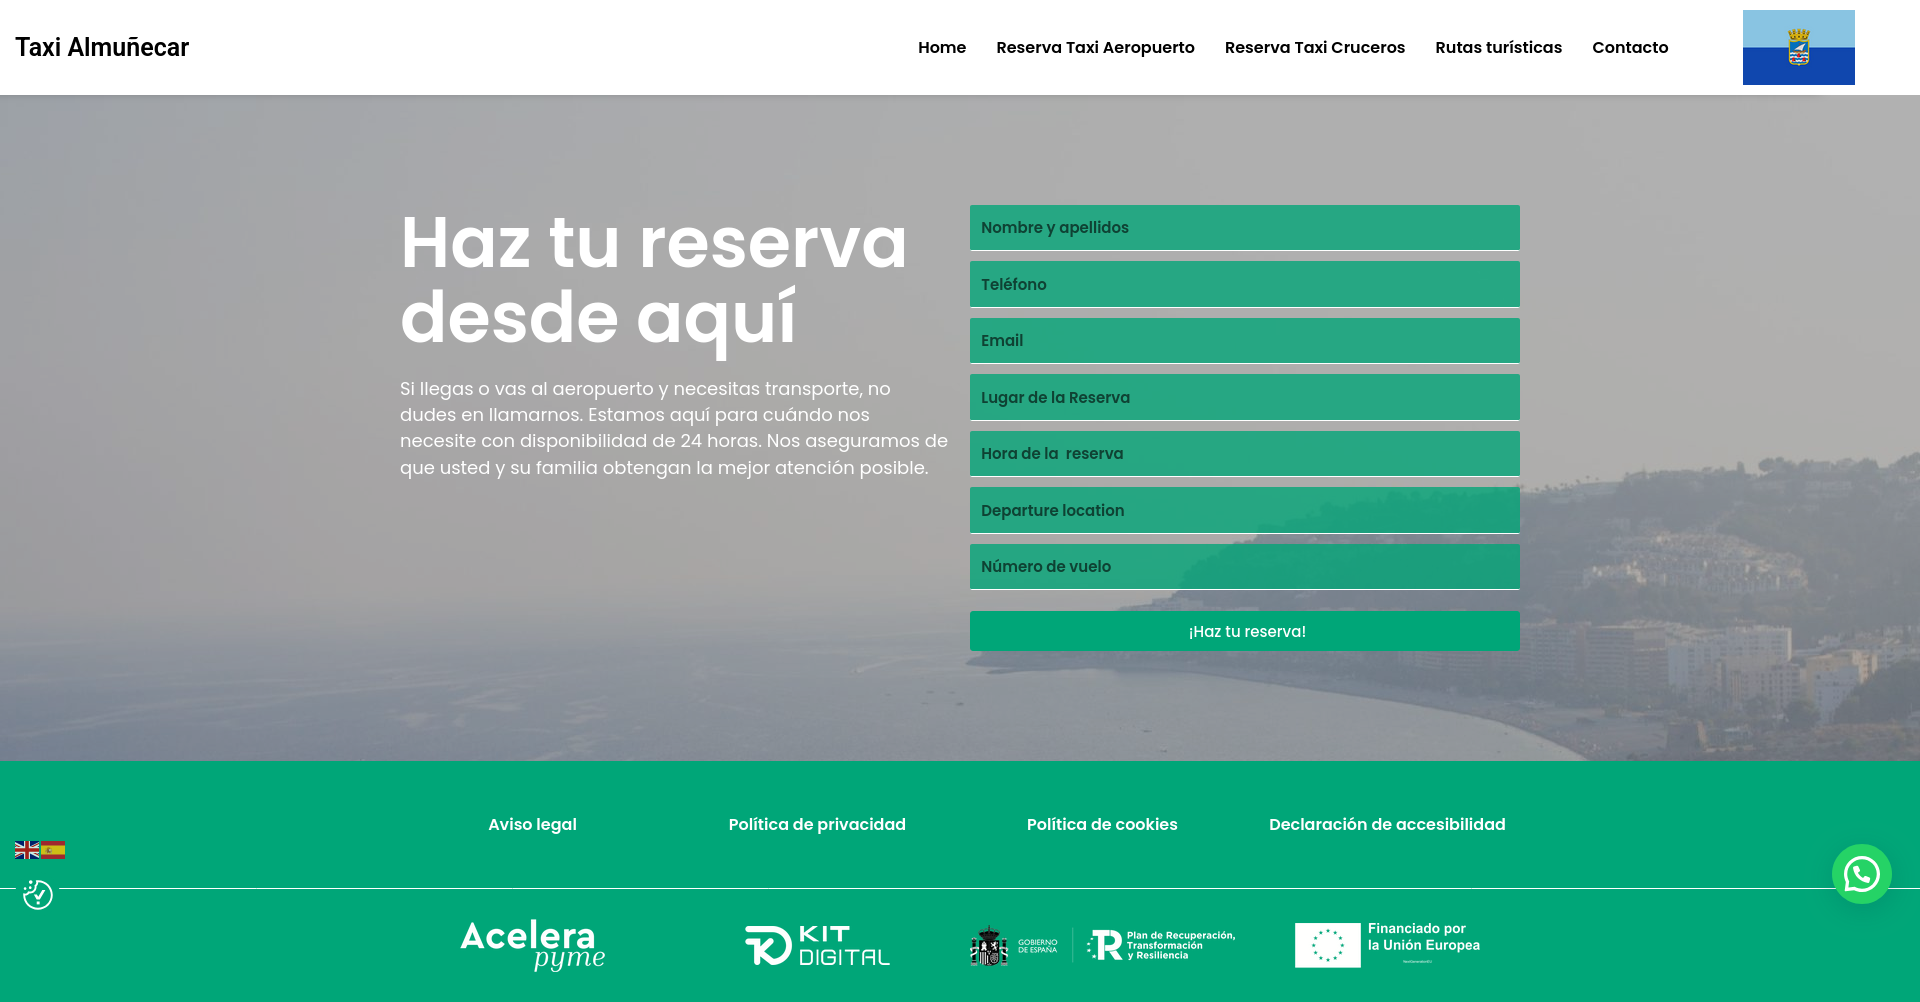 Taxi Almuñecar
Home
Reserva Taxi Aeropuerto
Reserva Taxi Cruceros
Rutas turísticas
Contacto
Haz tu reserva
desde aquí
Si llegas o vas al aeropuerto y necesitas transporte, no
dudes en llamarnos. Estamos aquí para cuándo nos
necesite con disponibilidad de 24 horas. Nos aseguramos de
que usted y su familia obtengan la mejor atención posible.
Nombre y apellidos
Teléfono
Email
Lugar de la Reserva
Hora de la  reserva
Departure location
Número de vuelo
¡Haz tu reserva!
Aviso legal
Política de privacidad
Política de cookies
Declaración de accesibilidad
Acelera
pyme
KIT
DIGITAL
GOBIERNO
DE ESPAÑA
Plan de Recuperación,
Transformación
y Resiliencia
Financiado por
la Unión Europea